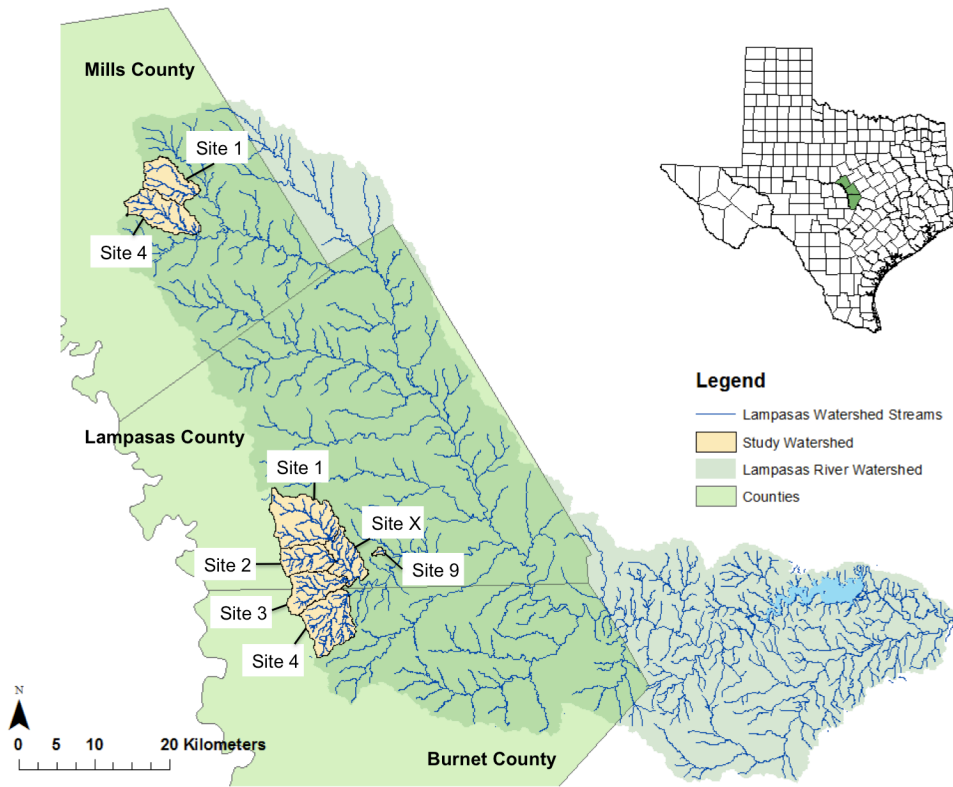 Mills County
Site 1
Site 4
Lampasas County
Site 1
Site X
Site 2
Site 9
Site 3
Site 4
Burnet County
N
0 5 10 20 Kilometers
Legend
Lampasas Watershed Streams
Study Watershed
Lampasas River Watershed
Counties